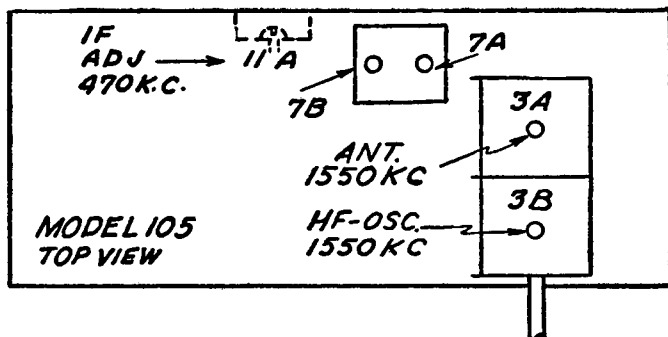 IF
ADJ
470K.C.
11A
7B
7A
3A
ANT.
1550KC
3B
HF-OSC.
1550KC
MODEL 105
TOP VIEW